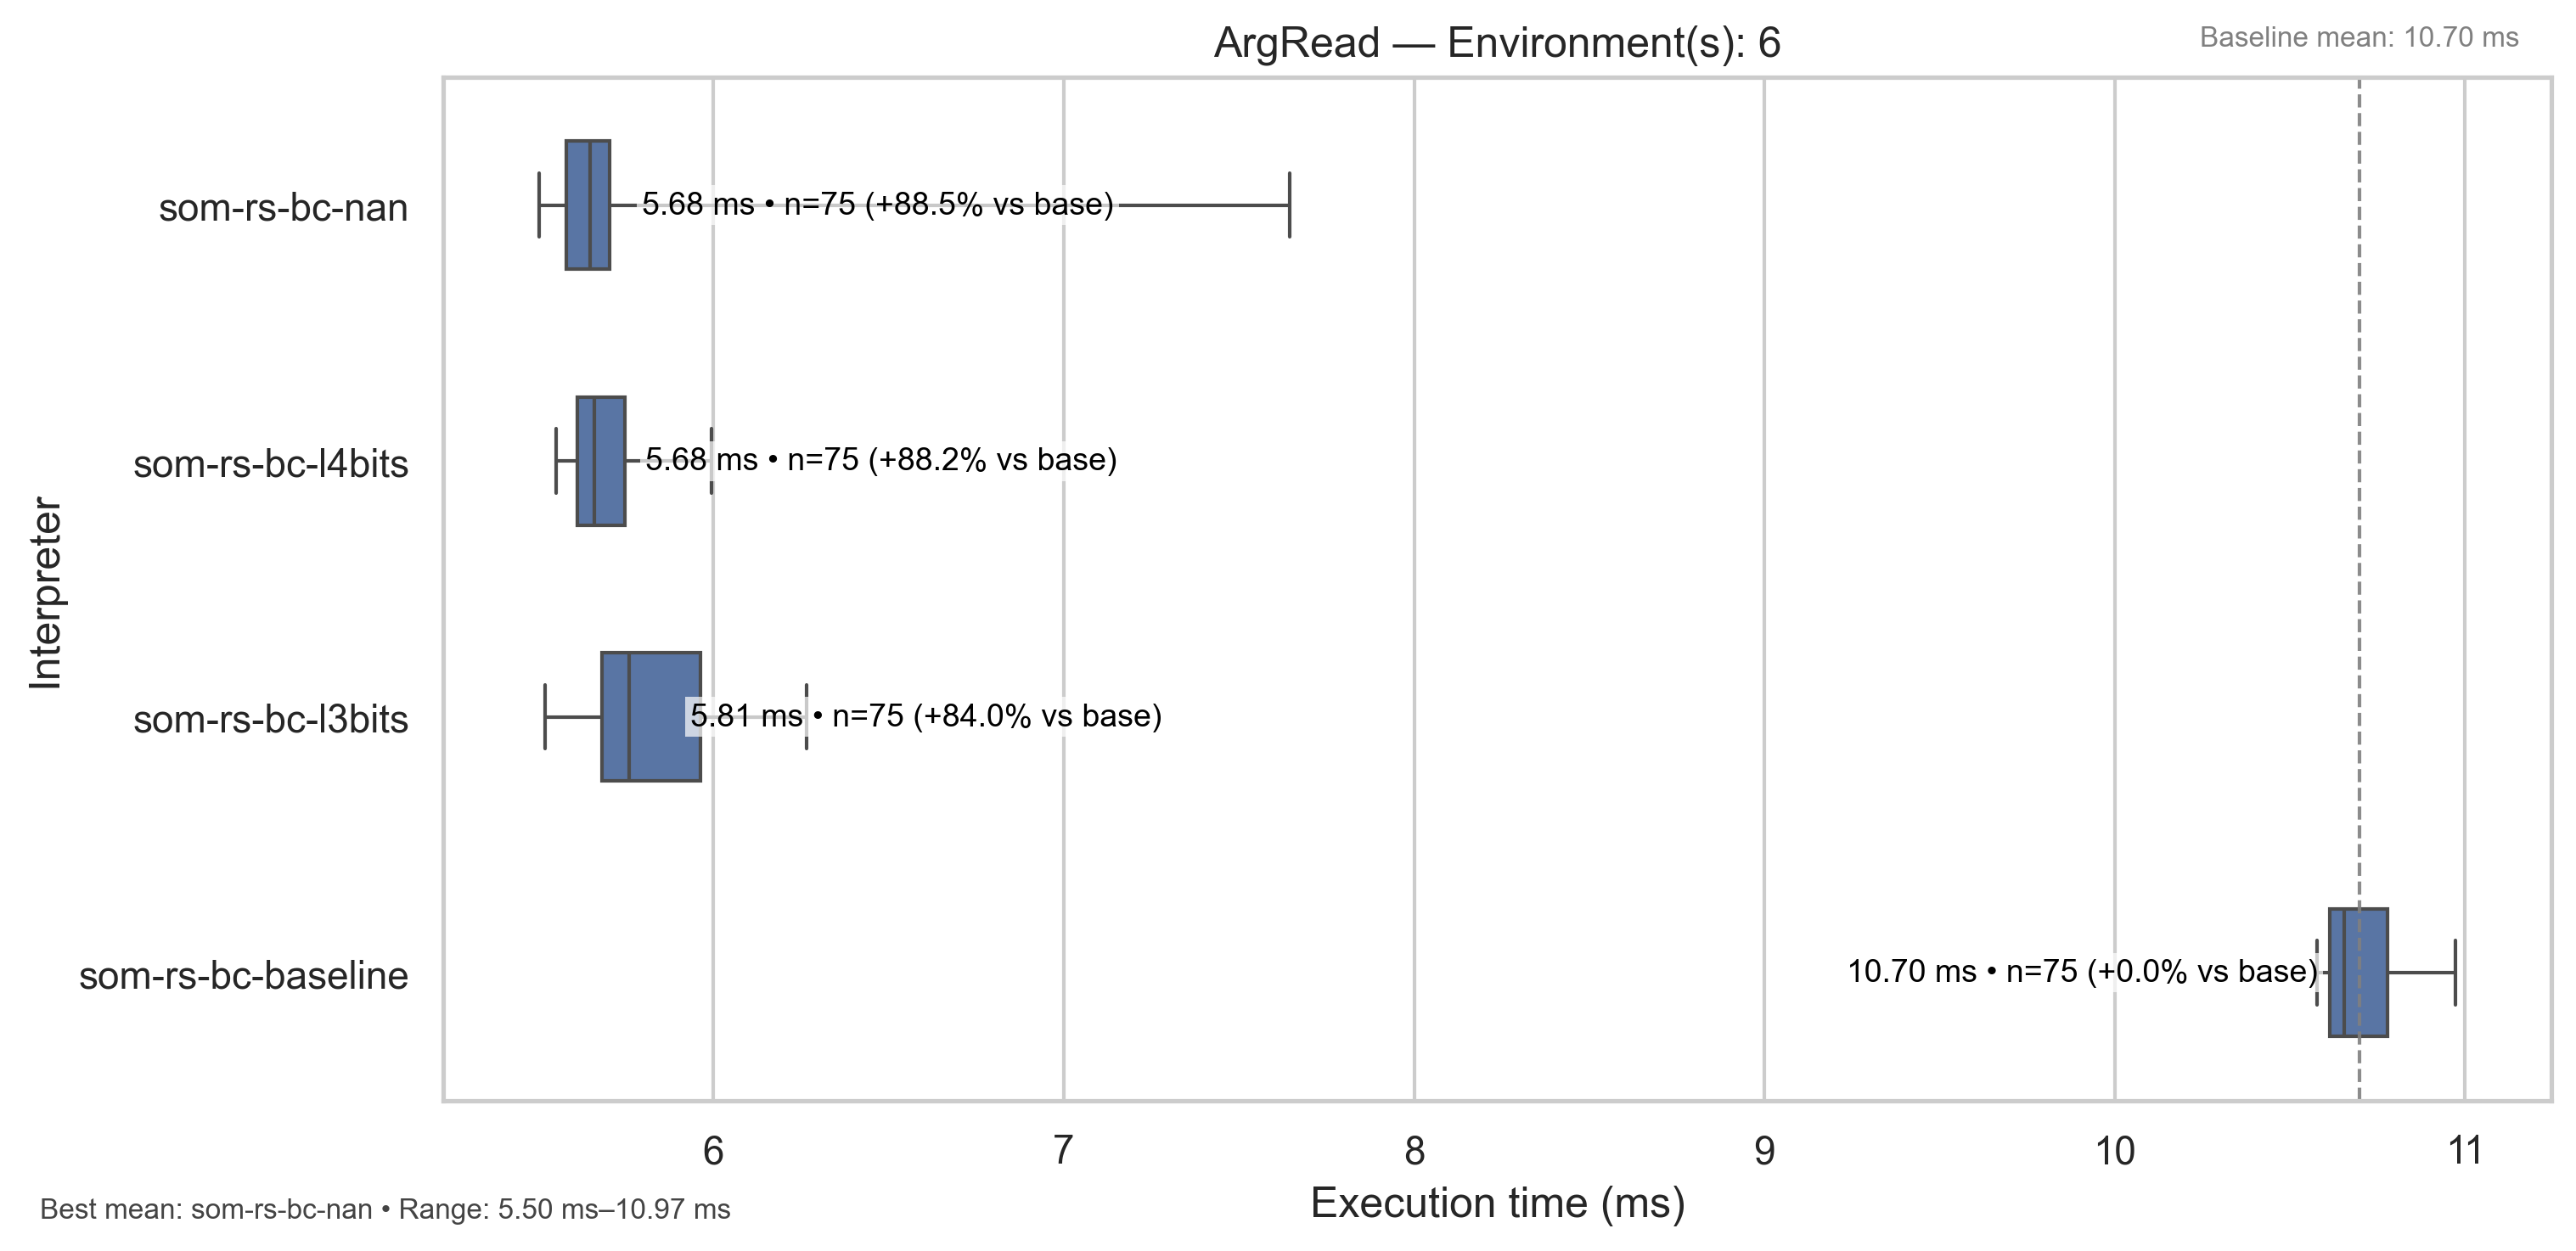 ArgRead — Environment(s): 6
Baseline mean: 10.70 ms
som-rs-bc-nan
5.68 ms • n=75 (+88.5% vs base)
som-rs-bc-l4bits
5.68 ms • n=75 (+88.2% vs base)
Interpreter
som-rs-bc-l3bits
5.81 ms • n=75 (+84.0% vs base)
som-rs-bc-baseline
10.70 ms • n=75 (+0.0% vs base)
6 7 8 9 10 11
Execution time (ms)
Best mean: som-rs-bc-nan • Range: 5.50 ms–10.97 ms